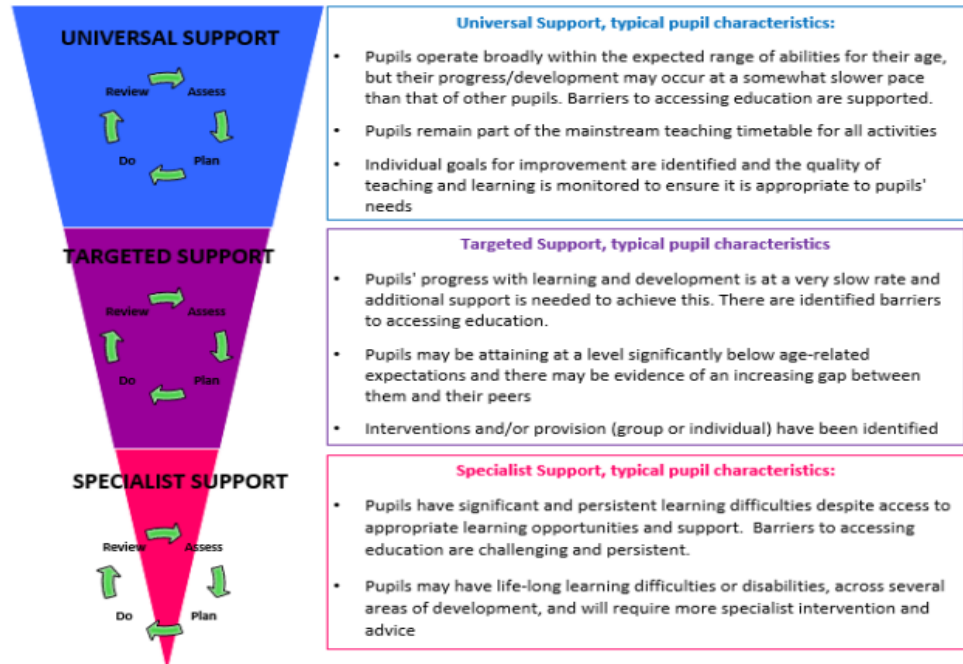 UNIVERSAL SUPPORT
Review
Assess
Do
Plan
Universal Support, typical pupil characteristics:
• Pupils operate broadly within the expected range of abilities for their age,
but their progress/development may occur at a somewhat slower pace
than that of other pupils. Barriers to accessing education are supported.
• Pupils remain part of the mainstream teaching timetable for all activities
• Individual goals for improvement are identified and the quality of
teaching and learning is monitored to ensure it is appropriate to pupils'
needs
TARGETED SUPPORT
Review
Assess
Do
Plan
Targeted Support, typical pupil characteristics
• Pupils' progress with learning and development is at a very slow rate and
additional support is needed to achieve this. There are identified barriers
to accessing education.
• Pupils may be attaining at a level significantly below age-related
expectations and there may be evidence of an increasing gap between
them and their peers
• Interventions and/or provision (group or individual) have been identified
SPECIALIST SUPPORT
Review
Assess
Do
Plan
Specialist Support, typical pupil characteristics:
• Pupils have significant and persistent learning difficulties despite access to
appropriate learning opportunities and support. Barriers to accessing
education are challenging and persistent.
• Pupils may have life-long learning difficulties or disabilities, across several
areas of development, and will require more specialist intervention and
advice